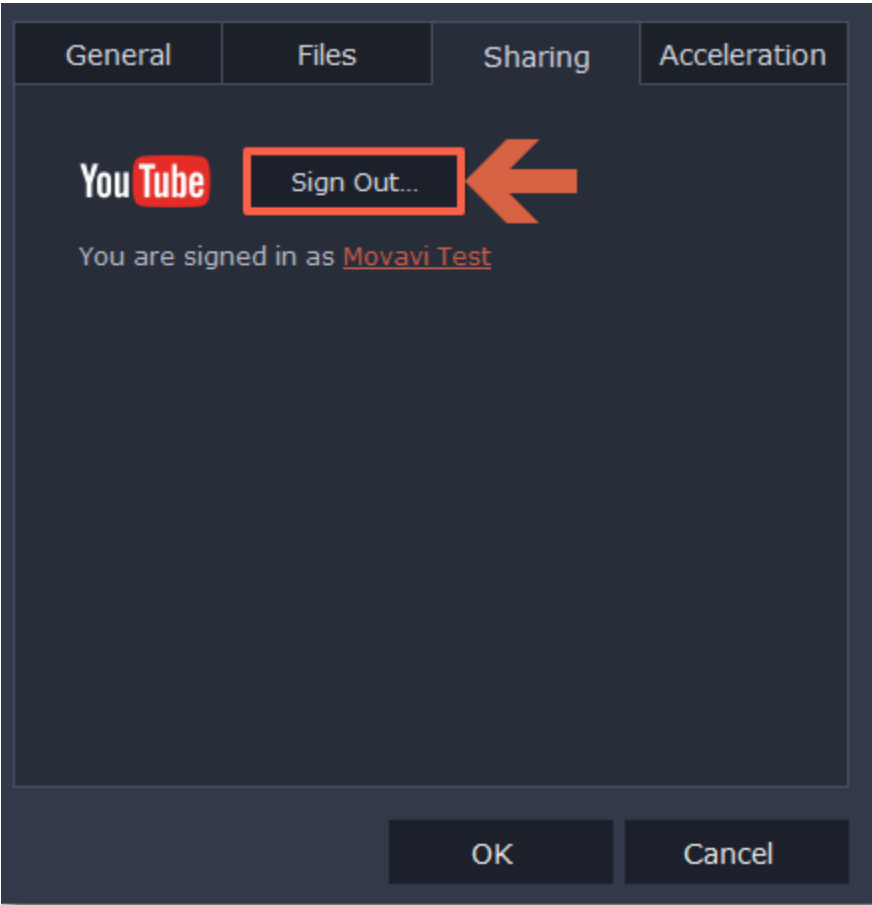 General Files Sharing Acceleration
YouTube Sign Out...
You are signed in as Movavi Test
OK Cancel